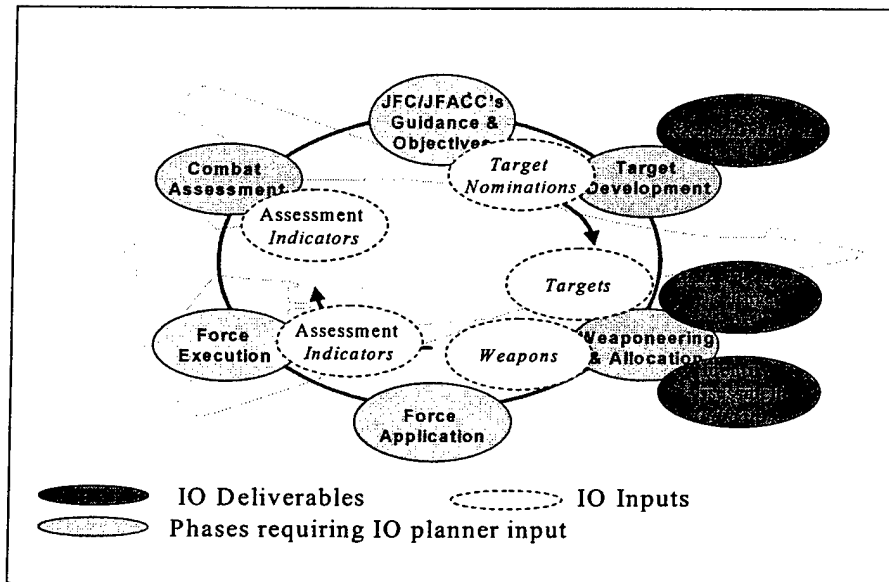 JFC/JFACC's
Guidance &
Objectives
Combat
Assessment
Target
Nominations
Target
Development
Assessment
Indicators
Targets
Force
Execution
Assessment
Indicators
Weapons
Weaponeering
& Allocation
Force
Application
IO Deliverables
IO Inputs
Phases requiring IO planner input